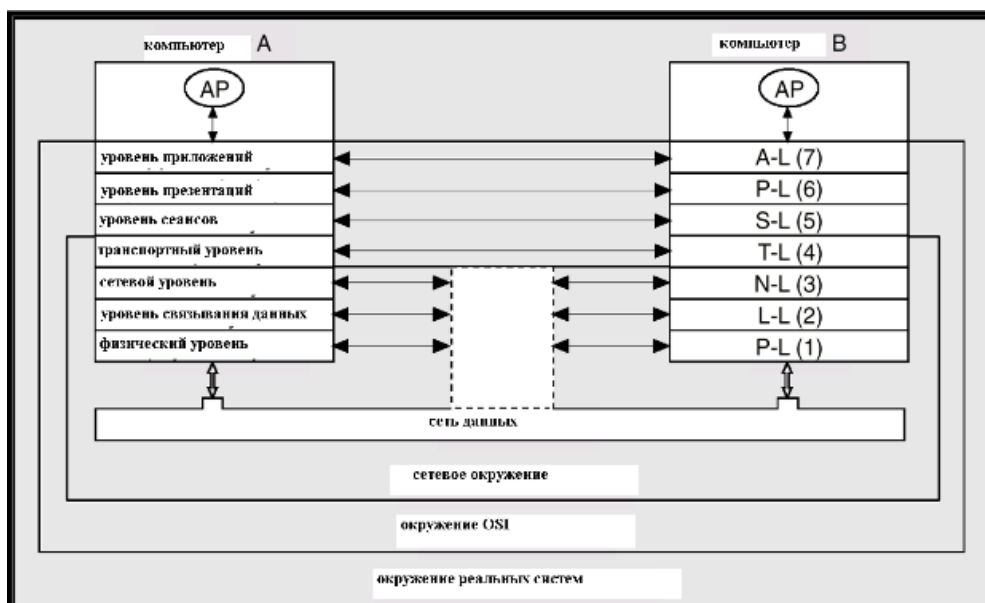 компьютер A
компьютер B
AP
AP
уровень приложений
A-L (7)
уровень презентаций
P-L (6)
уровень сеансов
S-L (5)
транспортный уровень
T-L (4)
сетевой уровень
N-L (3)
уровень связывания данных
L-L (2)
физический уровень
P-L (1)
сеть данных
сетевое окружение
окружение OSI
окружение реальных систем